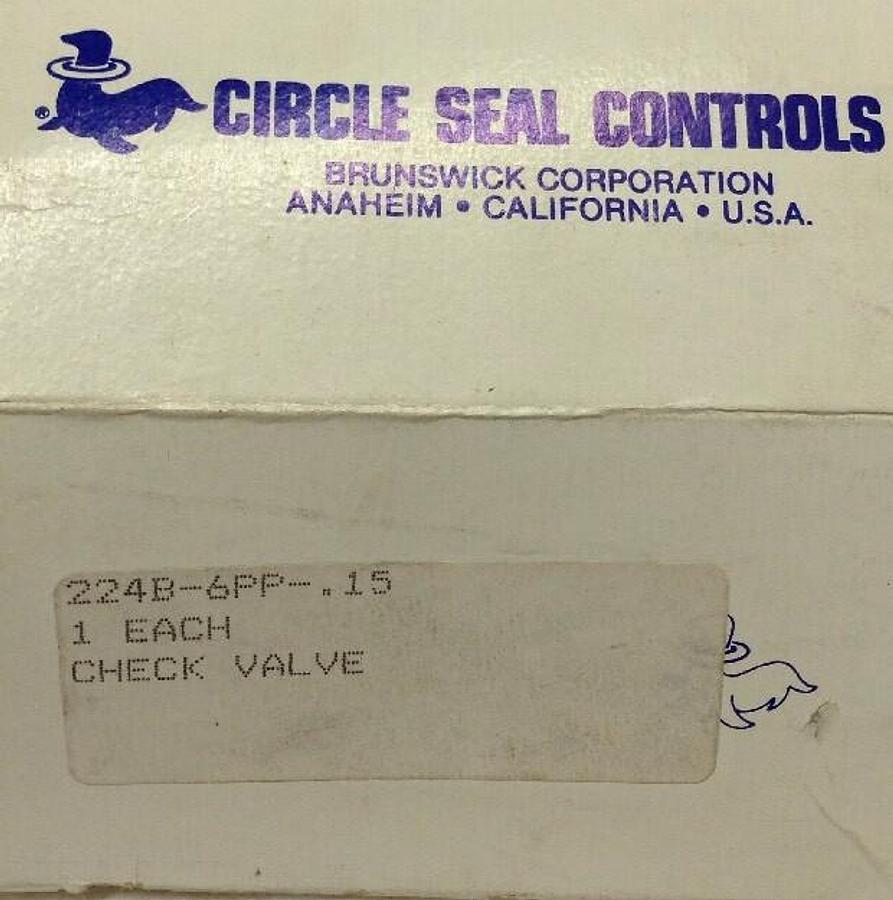 CIRCLE SEAL CONTROLS
®
BRUNSWICK CORPORATION
ANAHEIM • CALIFORNIA • U.S.A.
224B-6PP-.15
1 EACH
CHECK VALVE